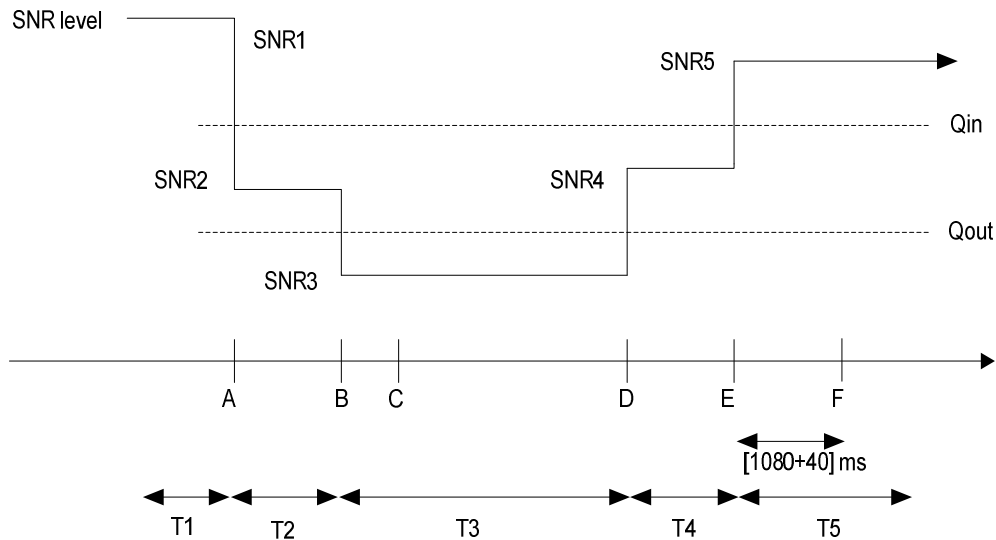 SNR level
SNR1
SNR5
Qin
SNR2
SNR4
Qout
SNR3
A
B
C
D
E
F
[1080+40] ms
T1
T2
T3
T4
T5